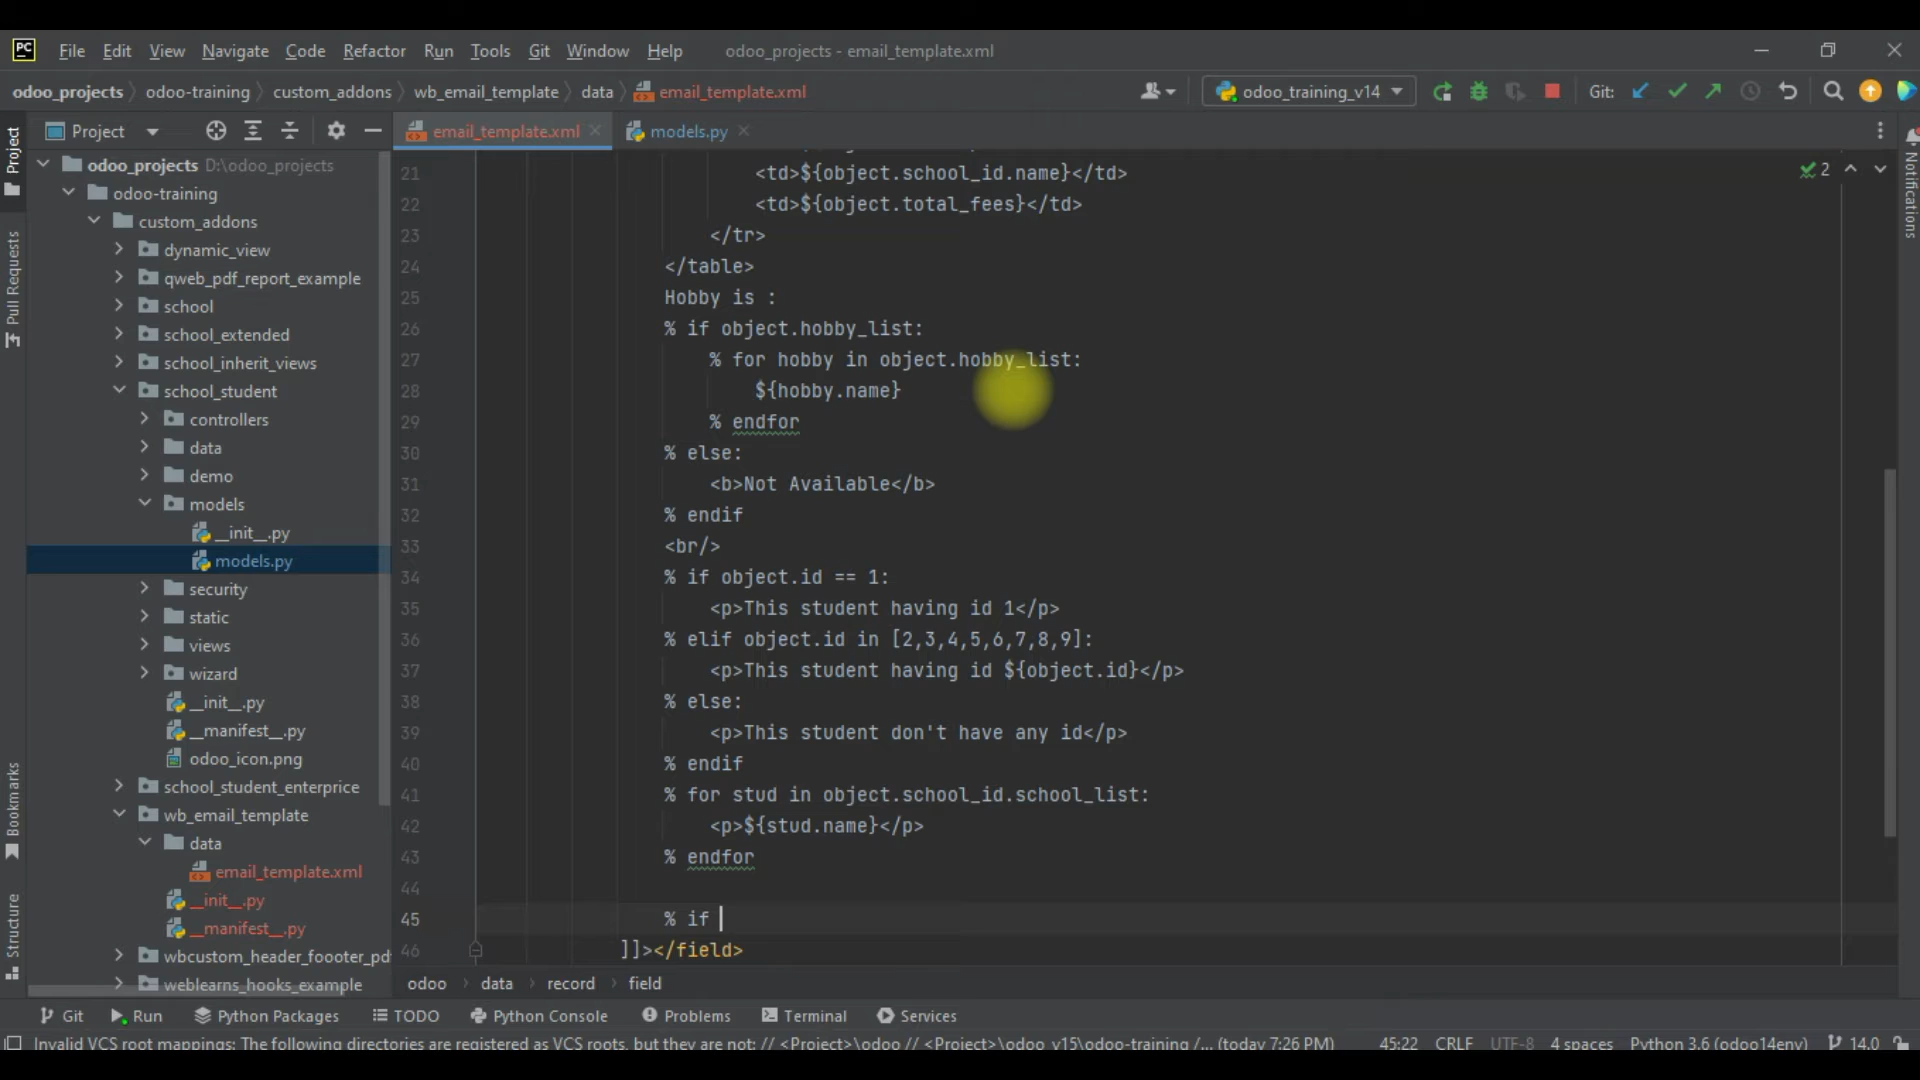 PC File Edit View Navigate Code Refactor Run Tools Git Window Help odoo_projects - email_template.xml
odoo_projects odoo-training custom_addons wb_email_template data email_template.xml odoo_training_v14 Git:
Project email_template.xml models.py
odoo_projects D:\odoo_projects
odoo-training
custom_addons
dynamic_view
qweb_pdf_report_example
school
school_extended
school_inherit_views
school_student
controllers
data
demo
models
__init__.py
models.py
security
static
views
wizard
__init__.py
__manifest__.py
odoo_icon.png
school_student_enterprice
wb_email_template
data
email_template.xml
__init__.py
__manifest__.py
wbcustom_header_foooter_pd
weblearns_hooks_example
Project
Pull Requests
Bookmarks
Structure
21 <td>${object.school_id.name}</td>
22 <td>${object.total_fees}</td>
23 </tr>
24 </table>
25 Hobby is :
26 % if object.hobby_list:
27 % for hobby in object.hobby_list:
28 ${hobby.name}
29 % endfor
30 % else:
31 <b>Not Available</b>
32 % endif
33 <br/>
34 % if object.id == 1:
35 <p>This student having id 1</p>
36 % elif object.id in [2,3,4,5,6,7,8,9]:
37 <p>This student having id ${object.id}</p>
38 % else:
39 <p>This student don't have any id</p>
40 % endif
41 % for stud in object.school_id.school_list:
42 <p>${stud.name}</p>
43 % endfor
44
45 % if
46 ]]></field>
2
Notifications
odoo data record field
Git Run Python Packages TODO Python Console Problems Terminal Services
Invalid VCS root mappings: The following directories are registered as VCS roots, but they are not: // <Project>\odoo // <Project>\odoo_v15\odoo-training /... (today 7:26 PM) 45:22 CRLF UTF-8 4 spaces Python 3.6 (odoo14env) 14.0